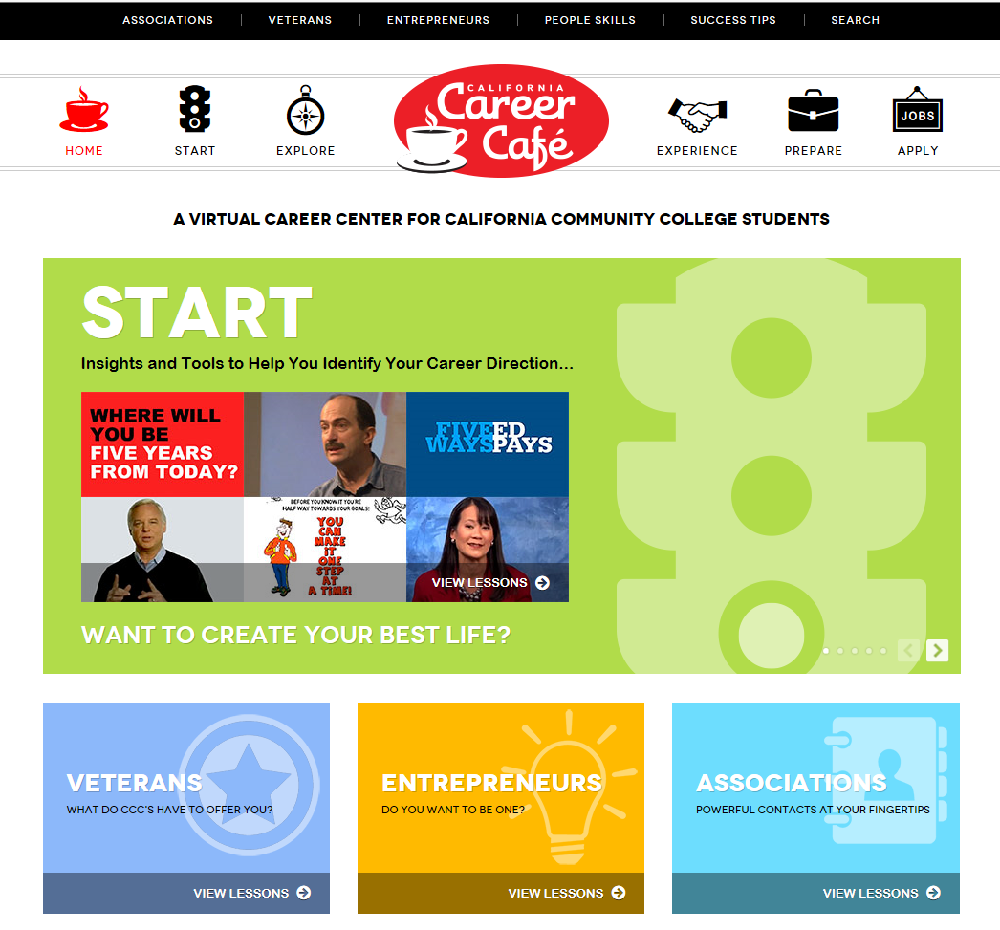 ASSOCIATIONS
VETERANS
ENTREPRENEURS
PEOPLE SKILLS
SUCCESS TIPS
SEARCH
HOME
START
EXPLORE
CALIFORNIA
Career
Café
EXPERIENCE
PREPARE
JOBS
APPLY
A VIRTUAL CAREER CENTER FOR CALIFORNIA COMMUNITY COLLEGE STUDENTS
START
Insights and Tools to Help You Identify Your Career Direction...
WHERE WILL
YOU BE
FIVE YEARS
FROM TODAY?
FIVEED
WAYSPAYS
BEFORE YOU KNOW IT YOU'RE
HALF WAY TOWARDS YOUR GOALS!
YOU
CAN
MAKE
IT
ONE
STEP
AT
A TIME!
VIEW LESSONS
WANT TO CREATE YOUR BEST LIFE?
VETERANS
WHAT DO CCC'S HAVE TO OFFER YOU?
VIEW LESSONS
ENTREPRENEURS
DO YOU WANT TO BE ONE?
VIEW LESSONS
ASSOCIATIONS
POWERFUL CONTACTS AT YOUR FINGERTIPS
VIEW LESSONS